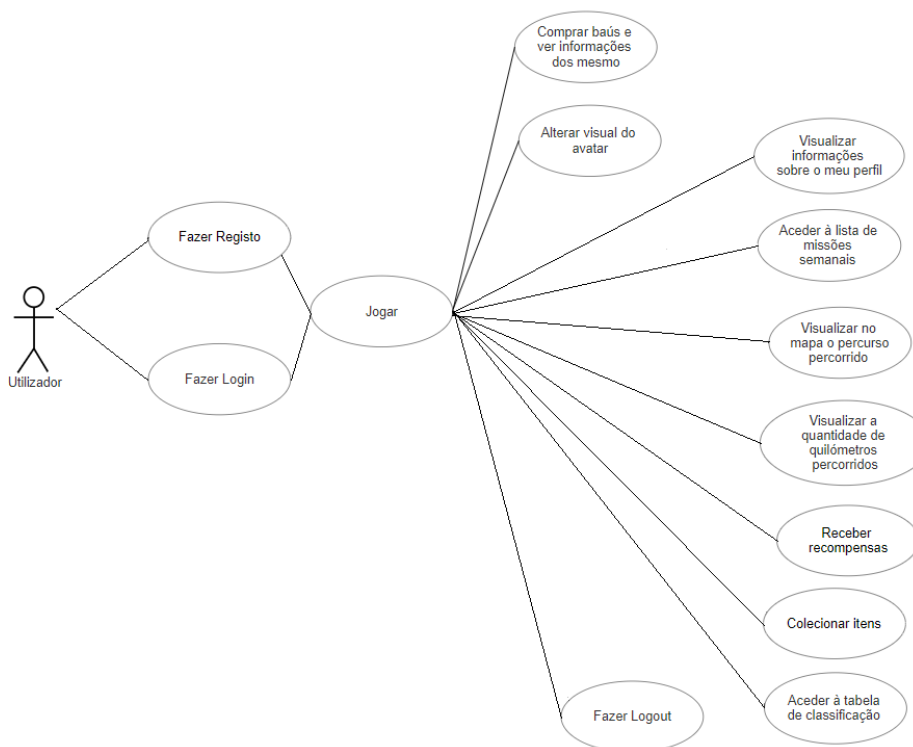 Comprar baús e
ver informações
dos mesmo
Alterar visual do
avatar
Visualizar
informações
sobre o meu perfil
Fazer Registo
Aceder à lista de
missões
semanais
Jogar
Visualizar no
mapa o percurso
percorrido
Fazer Login
Utilizador
Visualizar a
quantidade de
quilómetros
percorridos
Receber
recompensas
Colecionar itens
Fazer Logout
Aceder à tabela
de classificação